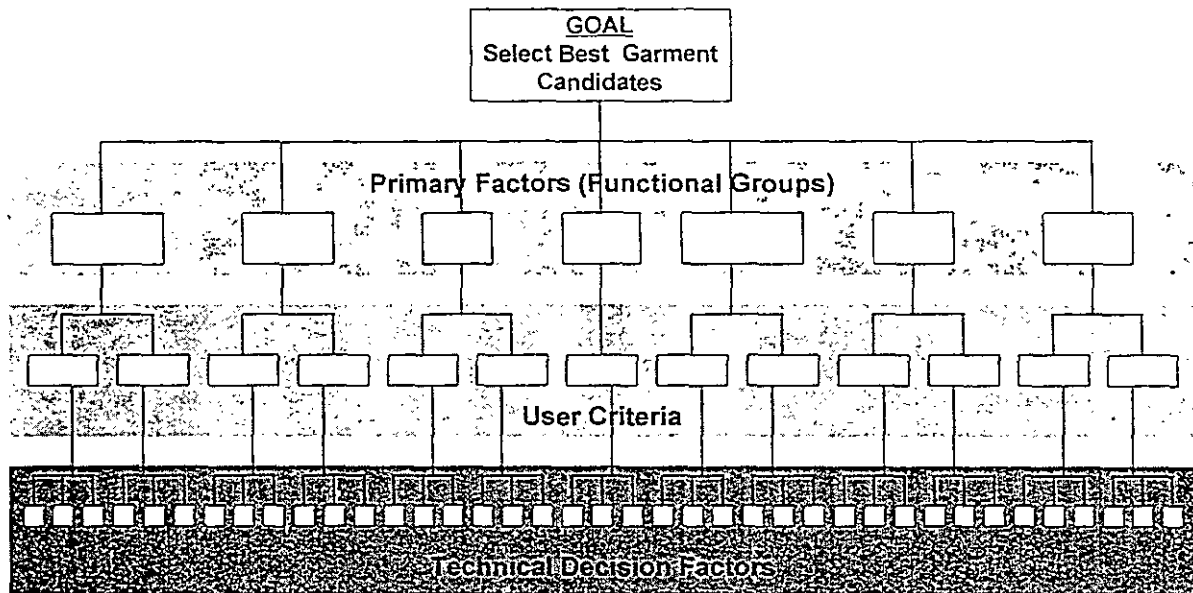 GOAL
Select Best Garment
Candidates
Primary Factors (Functional Groups)
User Criteria
Technical Decision Factors